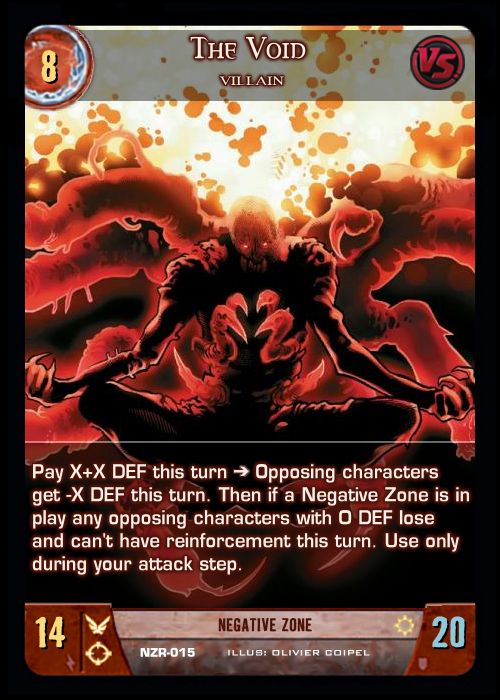 8
The Void
VS
VILLAIN
Pay X+X DEF this turn ➔ Opposing characters
get -X DEF this turn. Then if a Negative Zone is in
play any opposing characters with 0 DEF lose
and can't have reinforcement this turn. Use only
during your attack step.
14
NEGATIVE ZONE
20
NZR-015 ILLUS: OLIVIER COIPEL